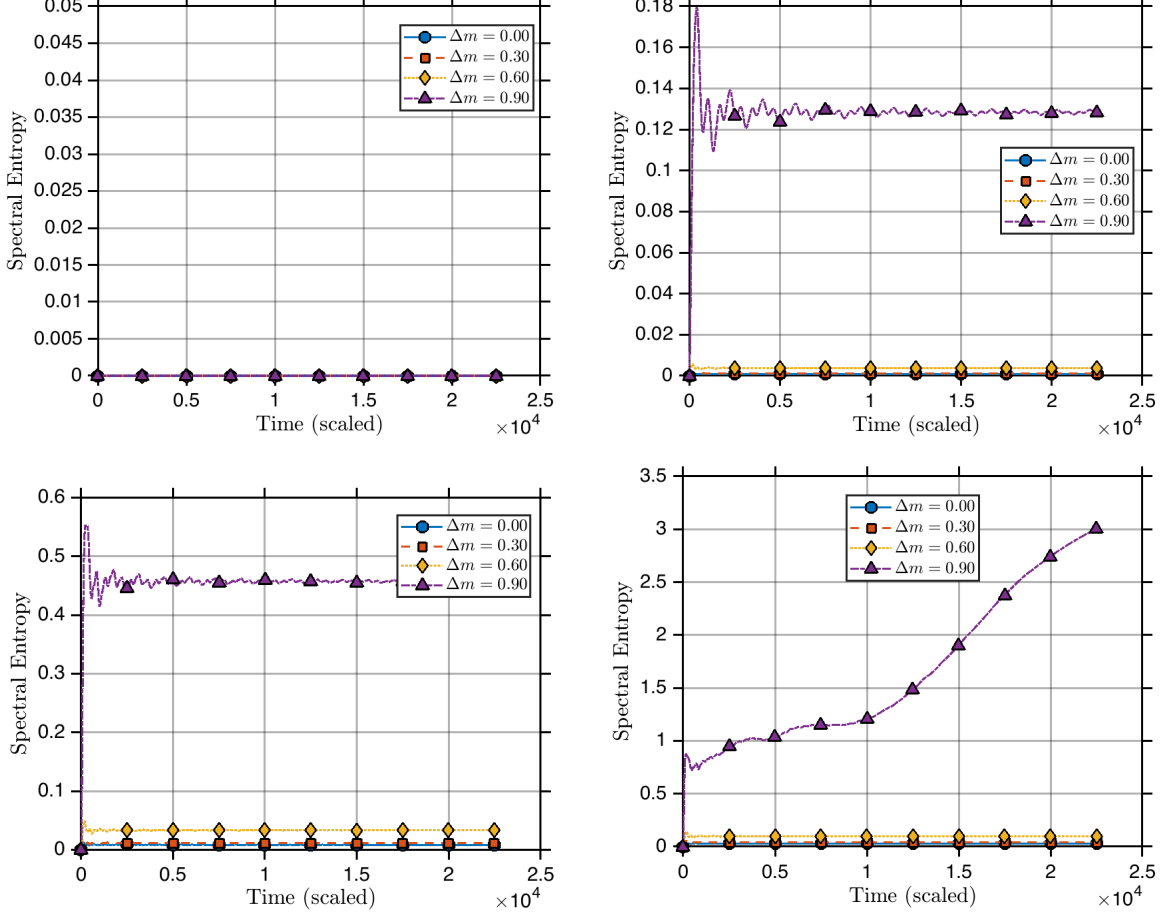 0.05
0.045
0.04
0.035
0.03
0.025
0.02
0.015
0.01
0.005
0
Spectral Entropy
Δm = 0.00
Δm = 0.30
Δm = 0.60
Δm = 0.90
0 0.5 1 1.5 2 2.5
Time (scaled)
×10⁴
0.18
0.16
0.14
0.12
0.1
0.08
0.06
0.04
0.02
0
Spectral Entropy
Δm = 0.00
Δm = 0.30
Δm = 0.60
Δm = 0.90
0 0.5 1 1.5 2 2.5
Time (scaled)
×10⁴
0.6
0.5
0.4
0.3
0.2
0.1
0
Spectral Entropy
Δm = 0.00
Δm = 0.30
Δm = 0.60
Δm = 0.90
0 0.5 1 1.5 2 2.5
Time (scaled)
×10⁴
3.5
3
2.5
2
1.5
1
0.5
0
Spectral Entropy
Δm = 0.00
Δm = 0.30
Δm = 0.60
Δm = 0.90
0 0.5 1 1.5 2 2.5
Time (scaled)
×10⁴